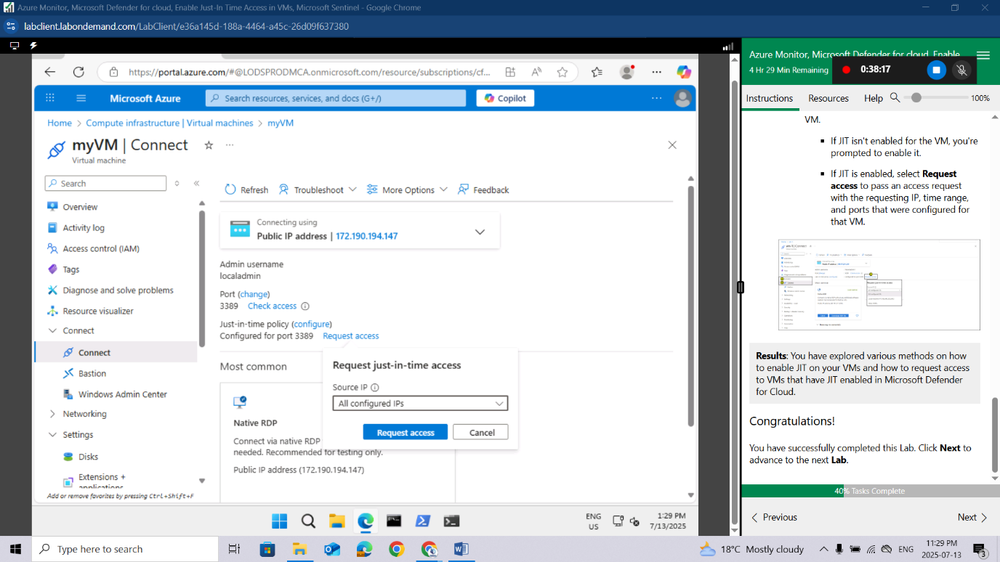 Azure Monitor, Microsoft Defender for cloud, Enable Just-In Time Access in VMs, Microsoft Sentinel - Google Chrome
labclient.labondemand.com/LabClient/e36a145d-188a-4464-a45c-26d09f637380
https://portal.azure.com/#@LODSPRODMCA.onmicrosoft.com/resource/subscriptions/cf...
Microsoft Azure
Search resources, services, and docs (G+/)
Copilot
Home > Compute infrastructure | Virtual machines > myVM
myVM | Connect
Virtual machine
Search
Overview
Activity log
Access control (IAM)
Tags
Diagnose and solve problems
Resource visualizer
Connect
Connect
Bastion
Windows Admin Center
Networking
Settings
Disks
Extensions +
applications
Add or remove favorites by pressing Ctrl+Shift+F
Refresh
Troubleshoot
More Options
Feedback
Connecting using
Public IP address | 172.190.194.147
Admin username
localadmin
Port (change)
3389 Check access
Just-in-time policy (configure)
Configured for port 3389 Request access
Most common
Request just-in-time access
Source IP
All configured IPs
Request access
Cancel
Native RDP
Connect via native RDP
needed. Recommended for testing only.
Public IP address (172.190.194.147)
ENG
US
1:29 PM
7/13/2025
Azure Monitor, Microsoft Defender for cloud, Enable
4 Hr 29 Min Remaining
0:38:17
Instructions
Resources
Help
100%
VM.
If JIT isn't enabled for the VM, you're
prompted to enable it.
If JIT is enabled, select Request
access to pass an access request
with the requesting IP, time range,
and ports that were configured for
that VM.
Results: You have explored various methods on how
to enable JIT on your VMs and how to request access
to VMs that have JIT enabled in Microsoft Defender
for Cloud.
Congratulations!
You have successfully completed this Lab. Click Next to
advance to the next Lab.
40% Tasks Complete
Previous
Next
Type here to search
18°C Mostly cloudy
ENG
11:29 PM
2025-07-13
3